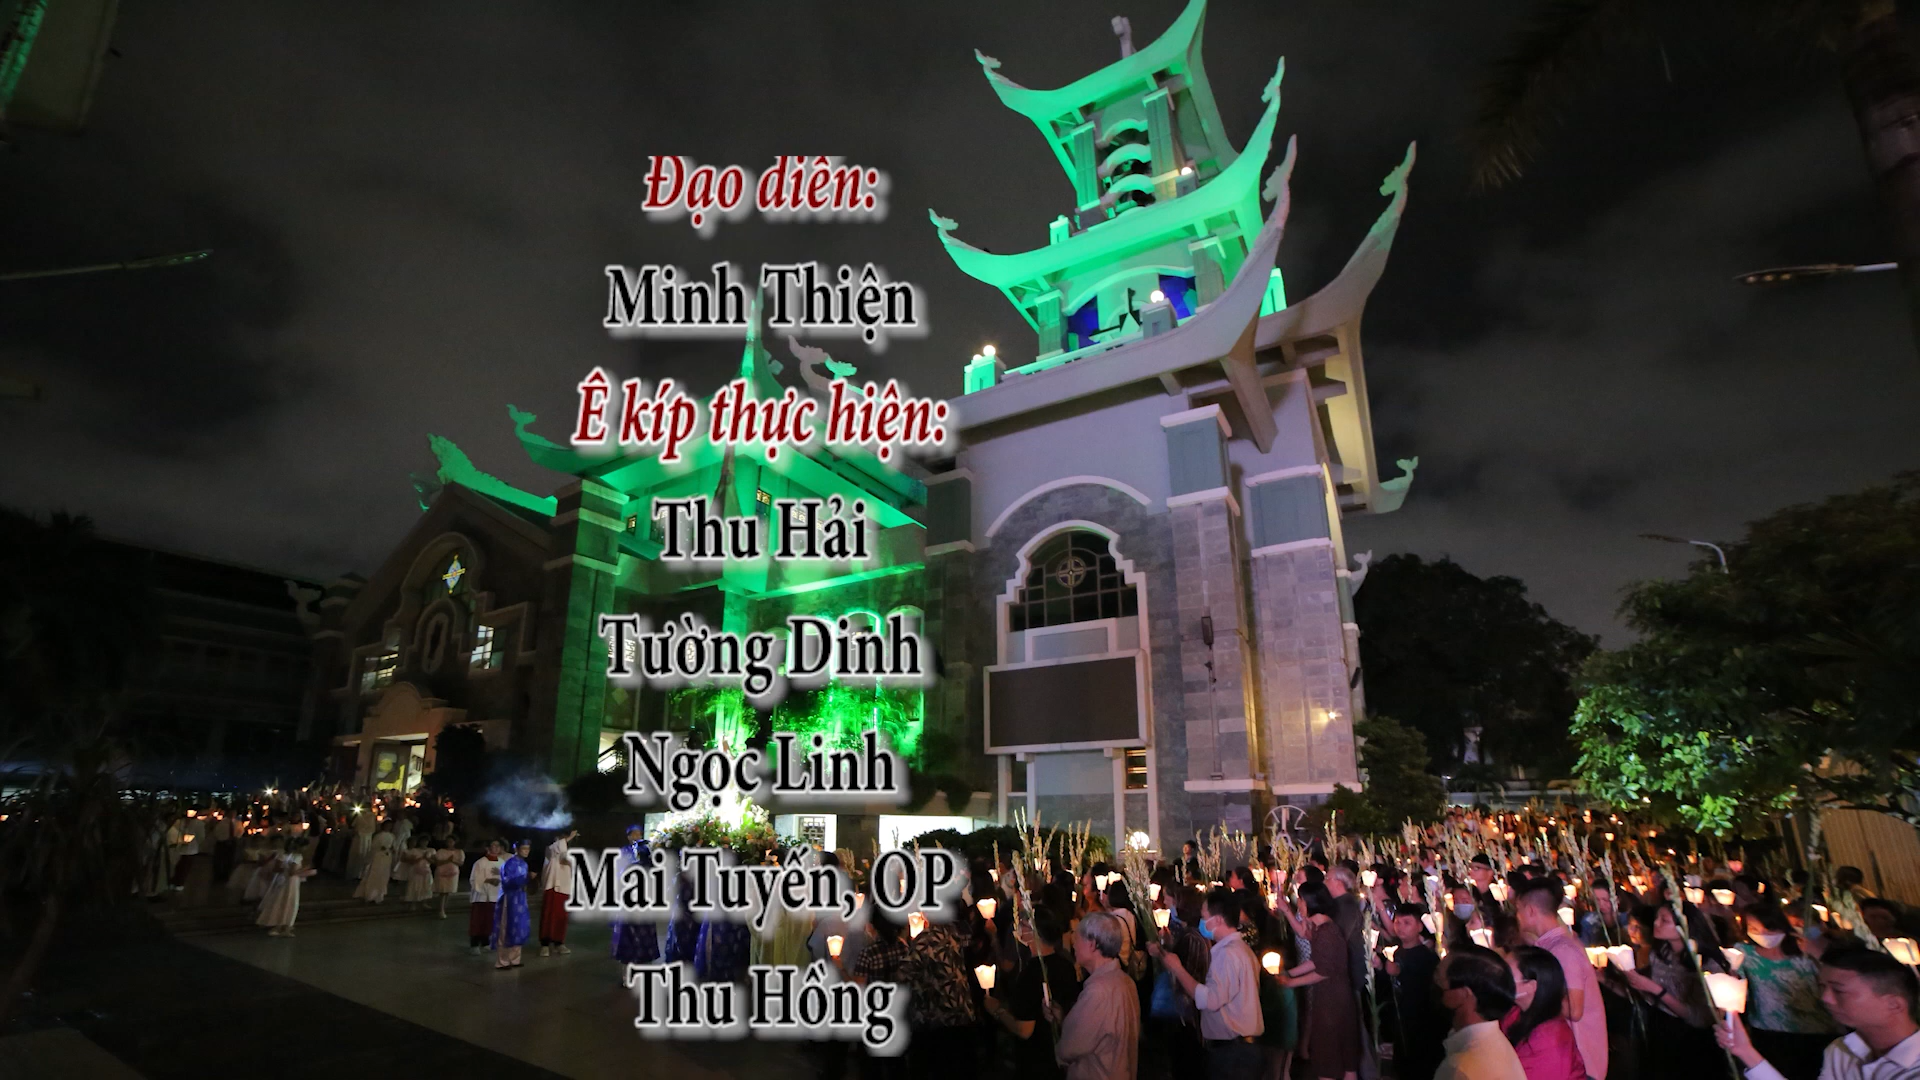 Đạo diễn:
Minh Thiện
Ê kíp thực hiện:
Thu Hải
Tường Dinh
Ngọc Linh
Mai Tuyến, OP
Thu Hồng